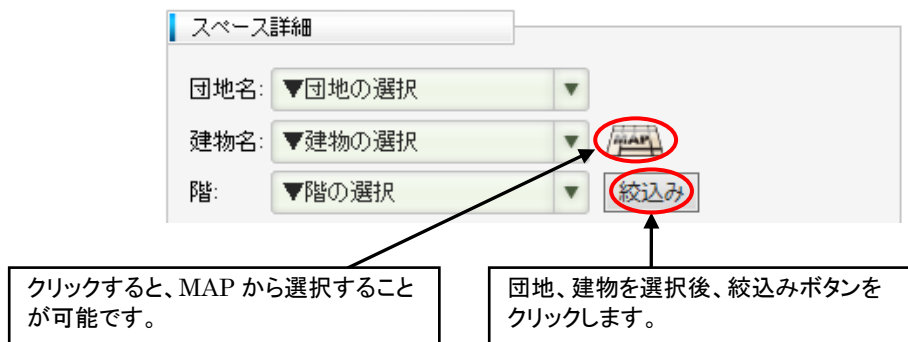 スペース詳細
団地名: ▼団地の選択 ▼
建物名: ▼建物の選択 ▼ MAP
階: ▼階の選択 ▼ 絞込み
クリックすると、MAP から選択すること
が可能です。
団地、建物を選択後、絞込みボタンを
クリックします。